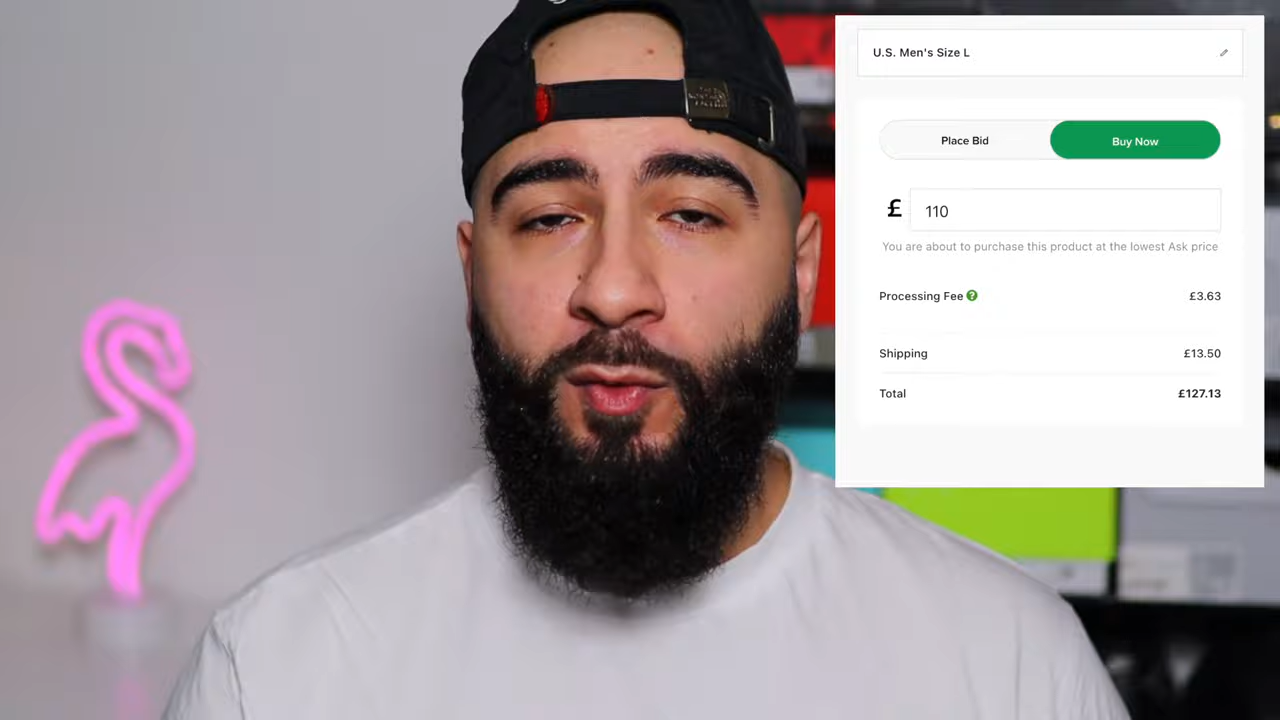 U.S. Men's Size L
Place Bid
Buy Now
£
110
You are about to purchase this product at the lowest Ask price
Processing Fee ?
£3.63
Shipping
£13.50
Total
£127.13